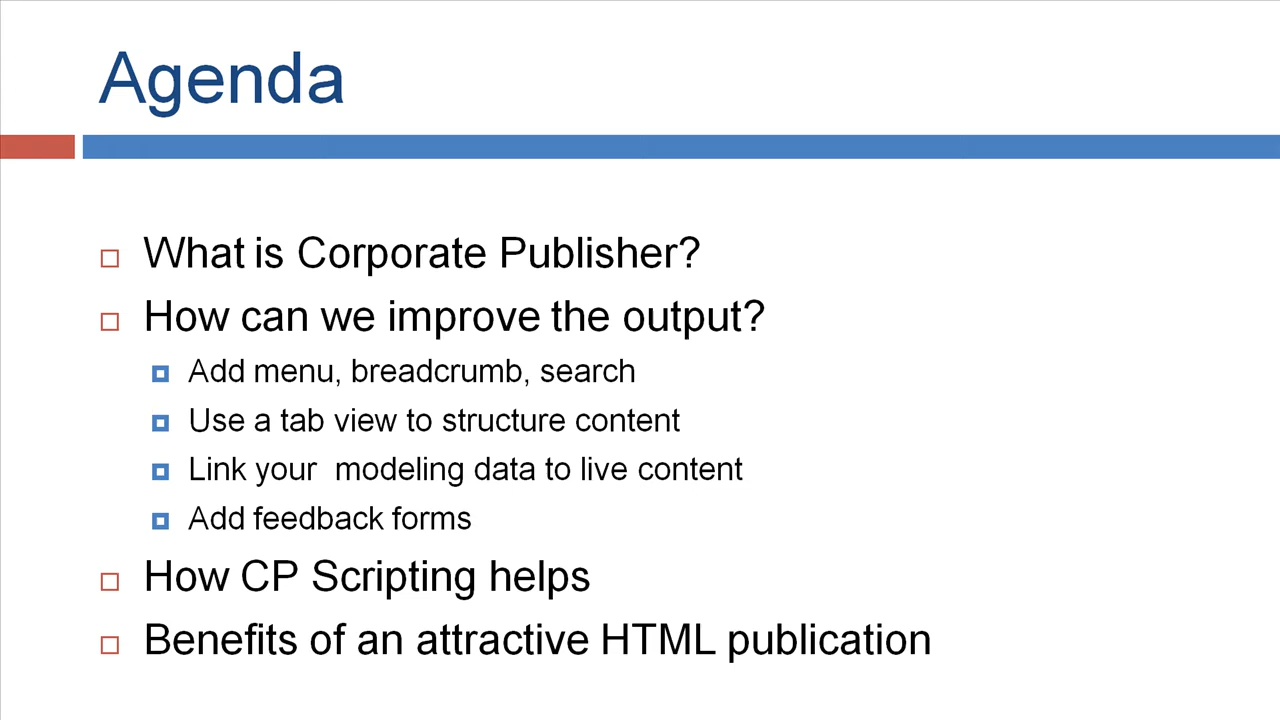 Agenda
What is Corporate Publisher?
How can we improve the output?
Add menu, breadcrumb, search
Use a tab view to structure content
Link your  modeling data to live content
Add feedback forms
How CP Scripting helps
Benefits of an attractive HTML publication